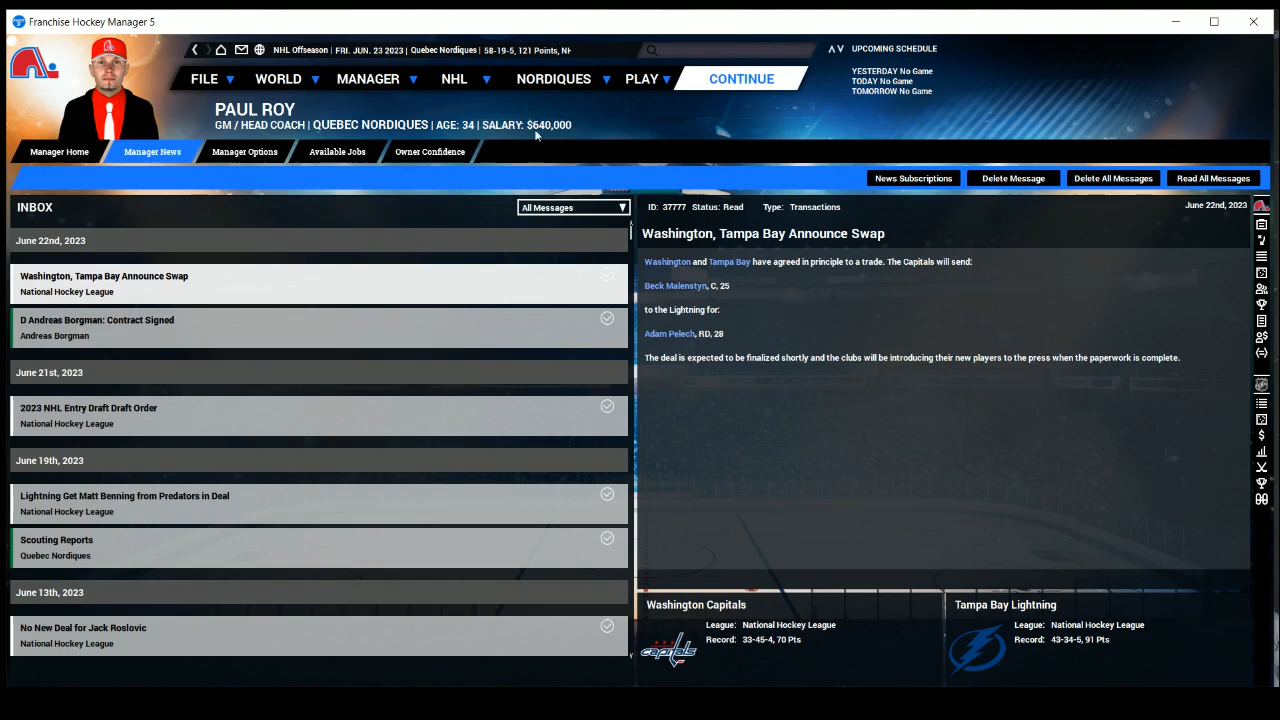 Franchise Hockey Manager 5
NHL Offseason | FRI. JUN. 23 2023 | Quebec Nordiques | 58-19-5, 121 Points, NH
UPCOMING SCHEDULE
YESTERDAY No Game
TODAY No Game
TOMORROW No Game
FILE WORLD MANAGER NHL NORDIQUES PLAY CONTINUE
PAUL ROY
GM / HEAD COACH | QUEBEC NORDIQUES | AGE: 34 | SALARY: $640,000
Manager Home Manager News Manager Options Available Jobs Owner Confidence
News Subscriptions Delete Message Delete All Messages Read All Messages
INBOX
All Messages
June 22nd, 2023
Washington, Tampa Bay Announce Swap
National Hockey League
D Andreas Borgman: Contract Signed
Andreas Borgman
June 21st, 2023
2023 NHL Entry Draft Draft Order
National Hockey League
June 19th, 2023
Lightning Get Matt Benning from Predators in Deal
National Hockey League
Scouting Reports
Quebec Nordiques
June 13th, 2023
No New Deal for Jack Roslovic
National Hockey League
ID: 37777 Status: Read Type: Transactions
June 22nd, 2023
Washington, Tampa Bay Announce Swap
Washington and Tampa Bay have agreed in principle to a trade. The Capitals will send:
Beck Malenstyn, C, 25
to the Lightning for:
Adam Pelech, RD, 28
The deal is expected to be finalized shortly and the clubs will be introducing their new players to the press when the paperwork is complete.
Washington Capitals
League: National Hockey League
Record: 33-45-4, 70 Pts
capitals
Tampa Bay Lightning
League: National Hockey League
Record: 43-34-5, 91 Pts